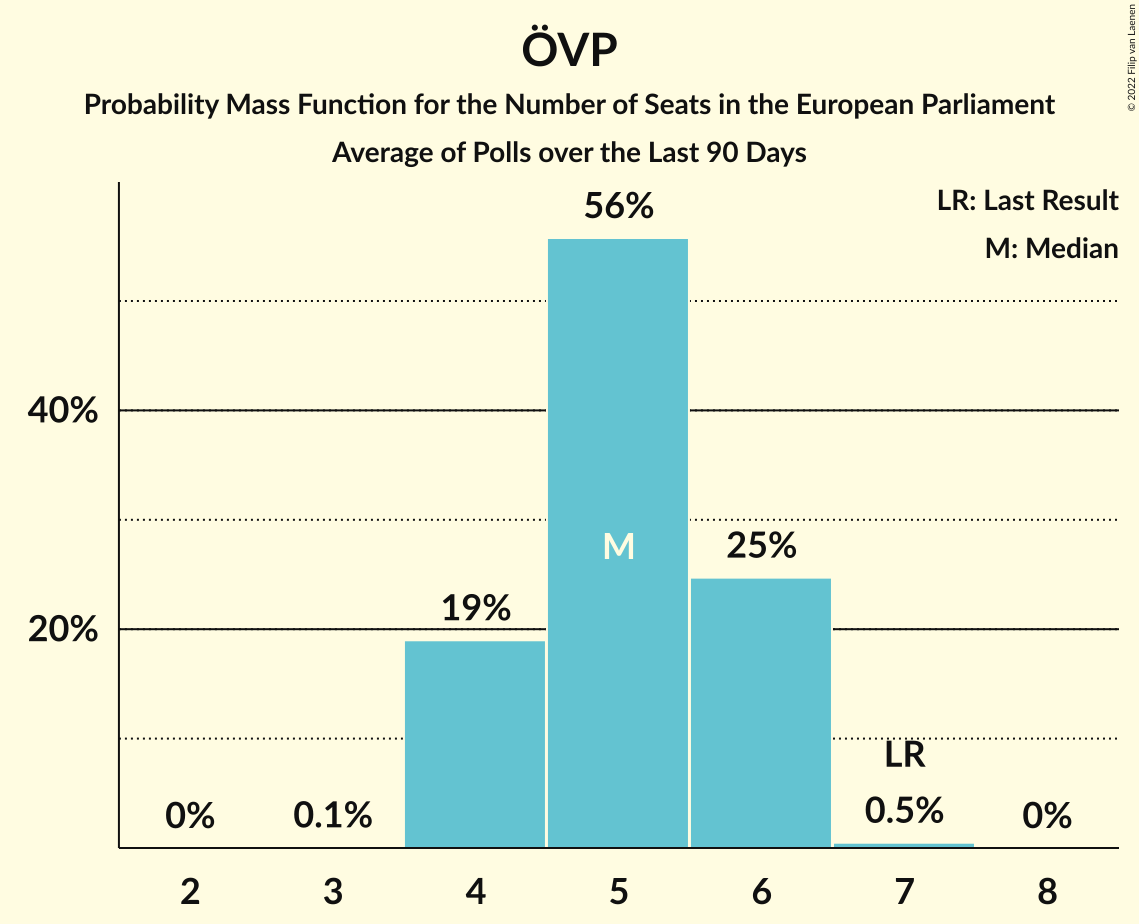 ÖVP
Probability Mass Function for the Number of Seats in the European Parliament
Average of Polls over the Last 90 Days
© 2022 Filip van Laenen
LR: Last Result
M: Median
56%
40%
M
25%
19%
20%
LR
0%
0.1%
0.5%
0%
2 3 4 5 6 7 8